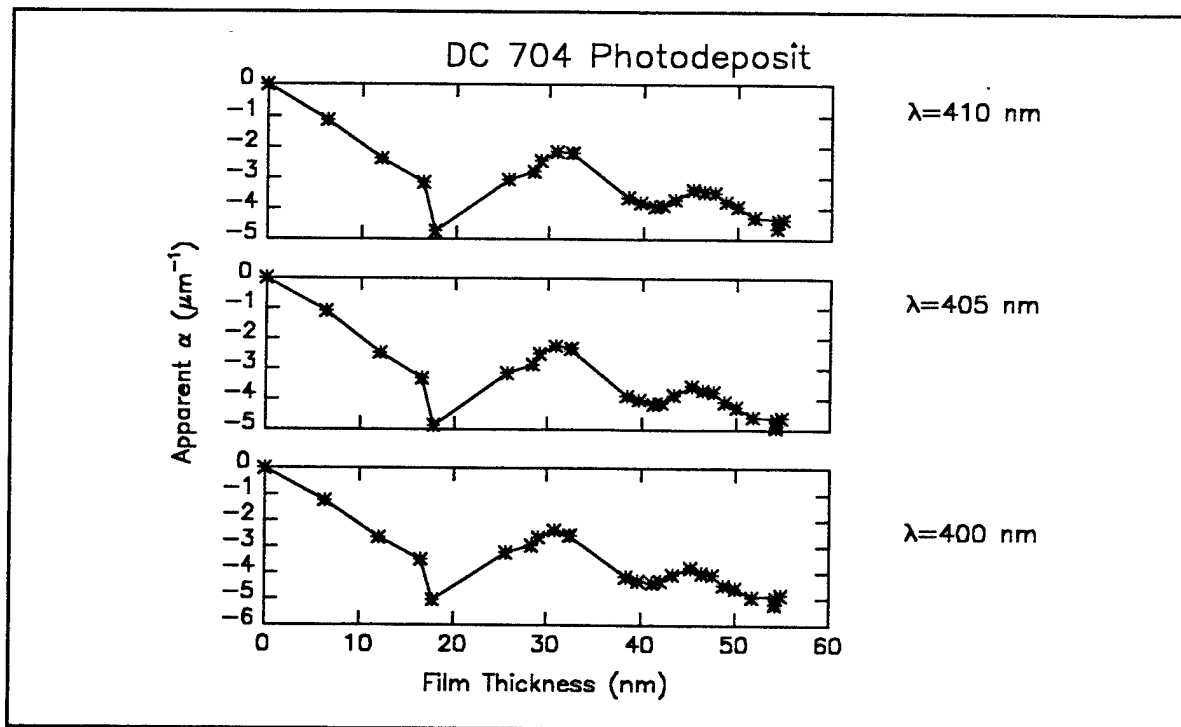 DC 704 Photodeposit
0
-1
-2
-3
-4
-5
λ=410 nm
0
-1
-2
-3
-4
-5
λ=405 nm
Apparent α (μm⁻¹)
0
-1
-2
-3
-4
-5
-6
λ=400 nm
0 10 20 30 40 50 60
Film Thickness (nm)